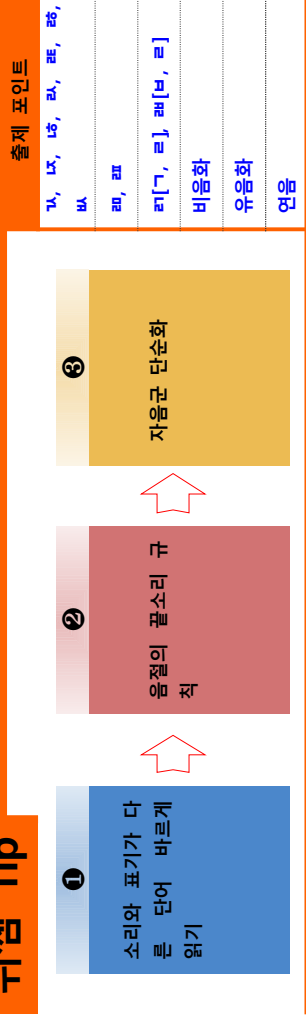 Tip
❶
소리와 표기가 다
른 단어 바르게
읽기
❷
음절의 끝소리 규
칙
❸
자음군 단순화
출제 포인트
ㄳ, ㄵ, ㄶ, ㄽ, ㄾ, ㅀ,
ㅄ
ㄻ, ㄿ
ㄺ[ㄱ, ㄹ], ㄼ[ㅂ, ㄹ]
비음화
유음화
연음